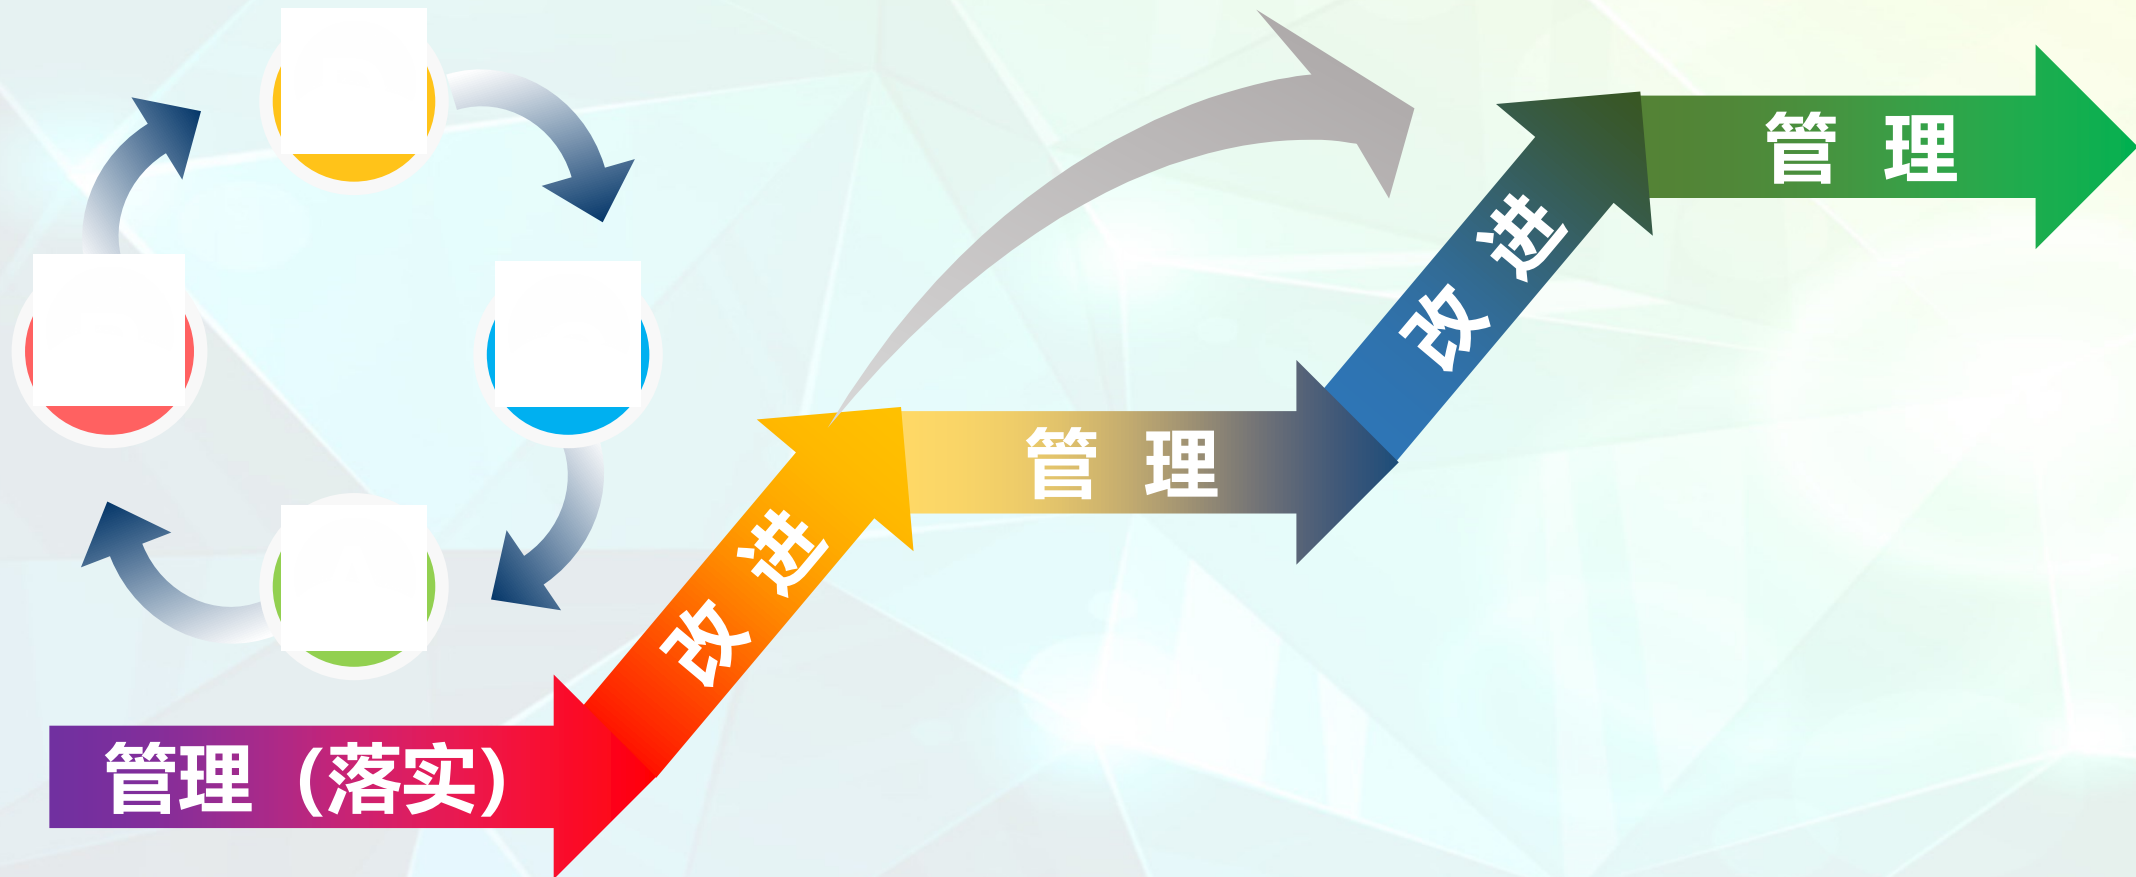 管 理
改 进
管 理
改 进
管理（落实）